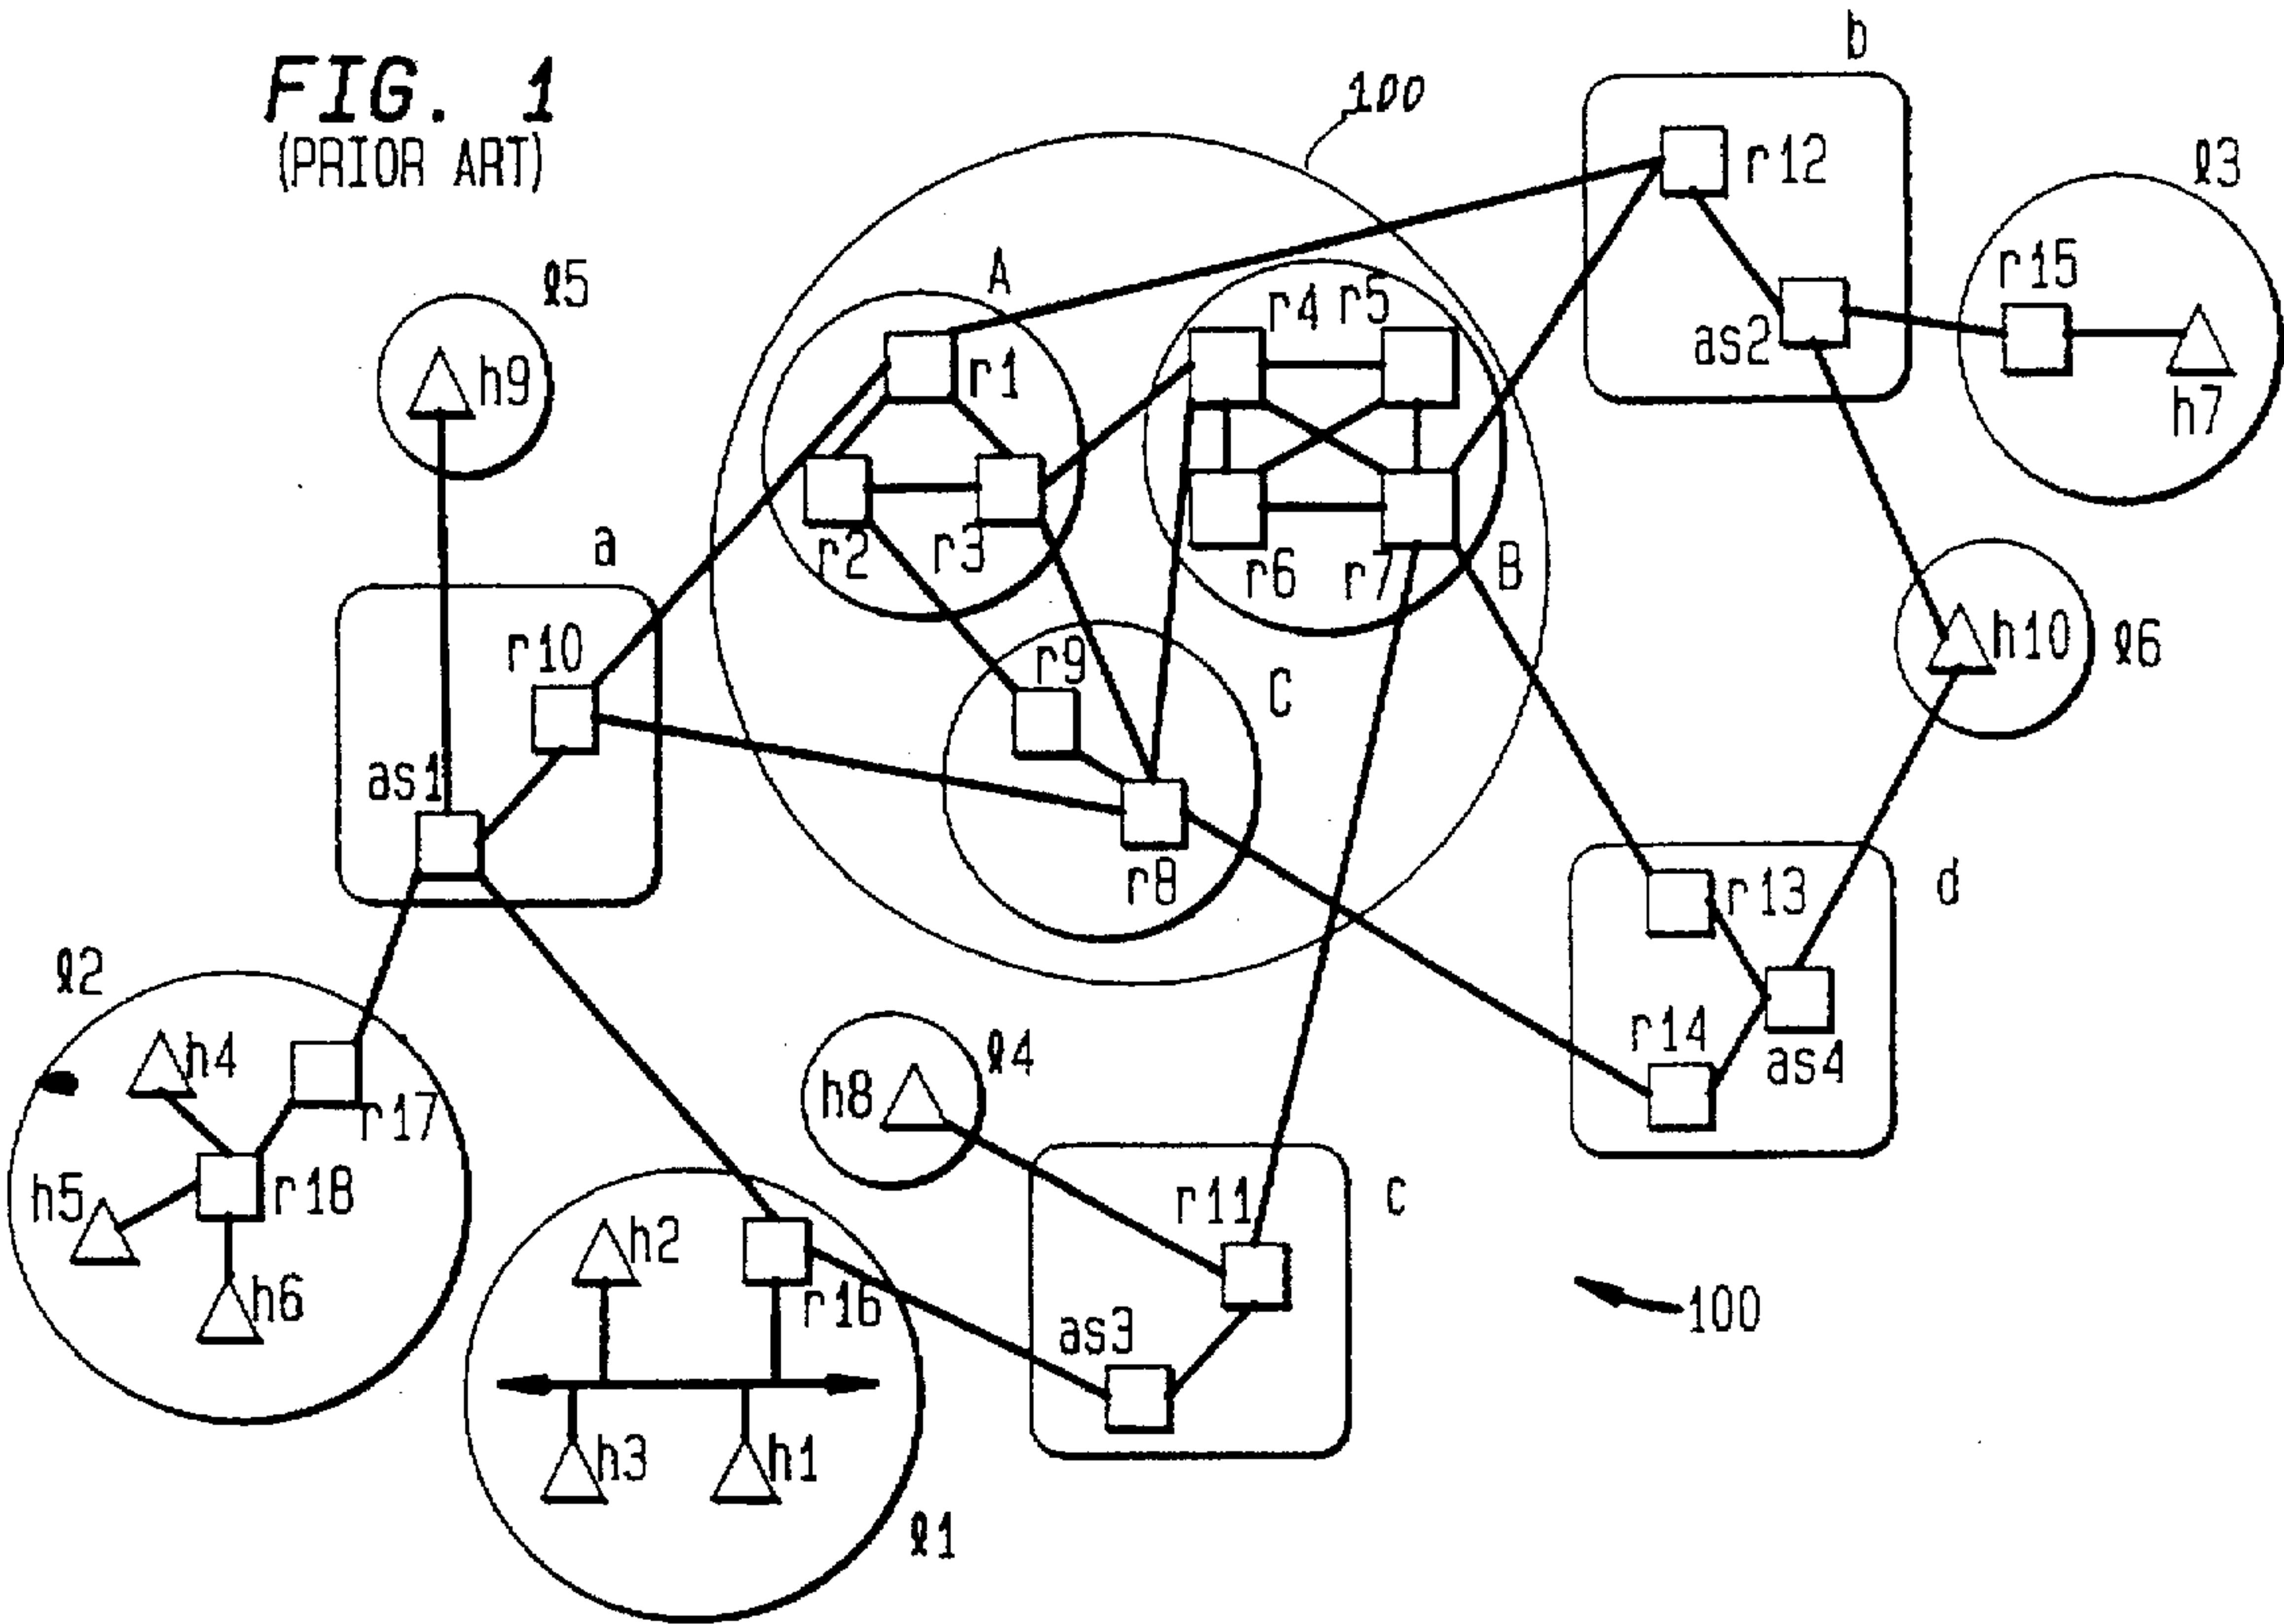 FIG. 1
(PRIOR ART)
100
b
r12
ℓ3
r15
as2
h7
A
r4 r5
ℓ5
h9
r1
a
r2
r3
r6
r7
B
r10
r9
C
h10
ℓ6
as1
r8
r13
d
ℓ2
h4
r17
ℓ4
h8
r14
as4
h5
r18
r11
c
h2
h6
r16
as3
100
h3
h1
ℓ1